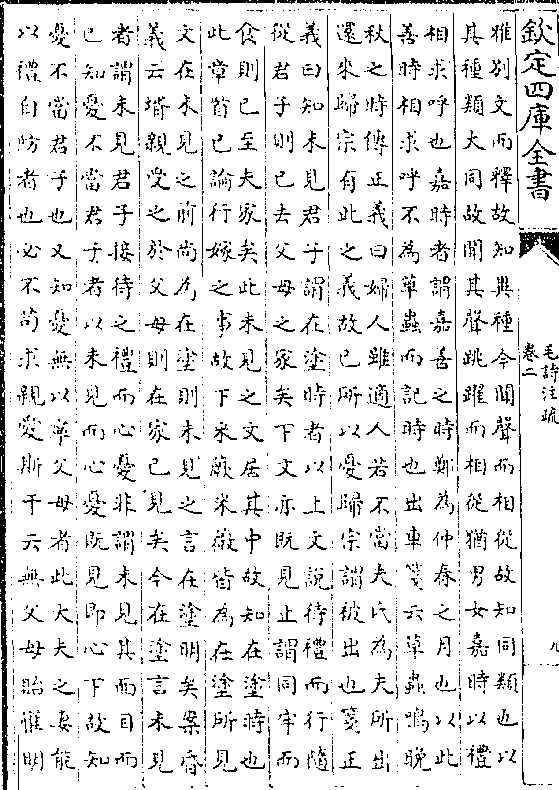 欽定四庫全書
毛詩注疏
卷二
九
雅別文而釋故知異種今聞聲而相從故知同類也以
其種類大同故聞其聲跳躍而相從猶男女嘉時以禮
相求呼也嘉時者謂嘉善之時鄭為仲春之月也以此
善時相求呼不為草蟲而記時也出車箋云草蟲鳴晚
秋之時傳正義曰婦人雖適人若不當夫氏為夫所出
還來歸宗有此之義故已所以憂歸宗謂被出也箋正
義曰知未見君子謂在塗時者以上文說待禮而行隨
從君子則已去父母之家矣下文亦既見止謂同牢而
食則已至夫家矣此未見之文居其中故知在塗時也
此章皆已論行嫁之事故下采蕨采薇皆為在塗所見
文在未見之前尚為在塗則未見之言在塗明矣案昏
義云壻親受之於父母則在家已見矣今在塗言未見
者謂未見君子接待之禮而心憂非謂未見其面目而
已知憂不當君子者以未見而心憂既見即心下故知
憂不當君子也又知憂無以寧父母者此大夫之妻能
以禮自防者也必不苟求親愛斯干云無父母貽罹明